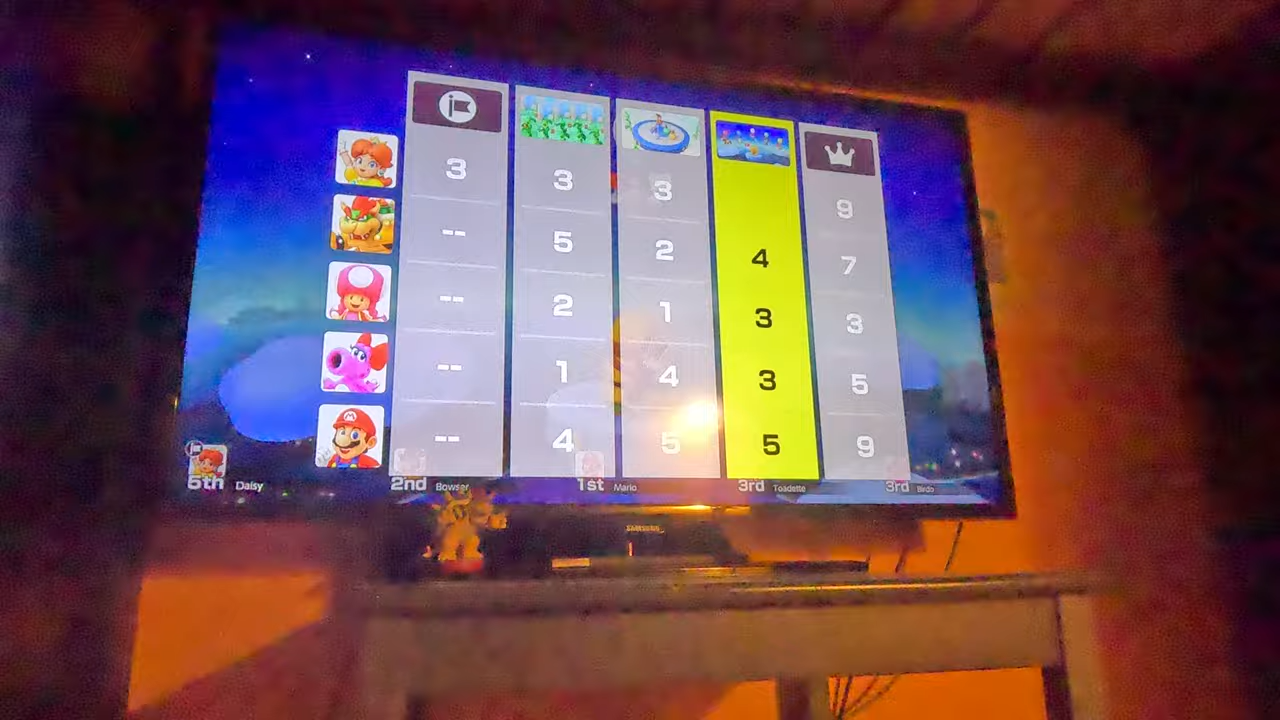 3 3 3 9
-- 5 2 4 7
-- 2 1 3 3
-- 1 4 3 5
-- 4 5 5 9
5th Daisy 2nd Bowser 1st Mario 3rd Toadette 3rd Birdo
SAMSUNG